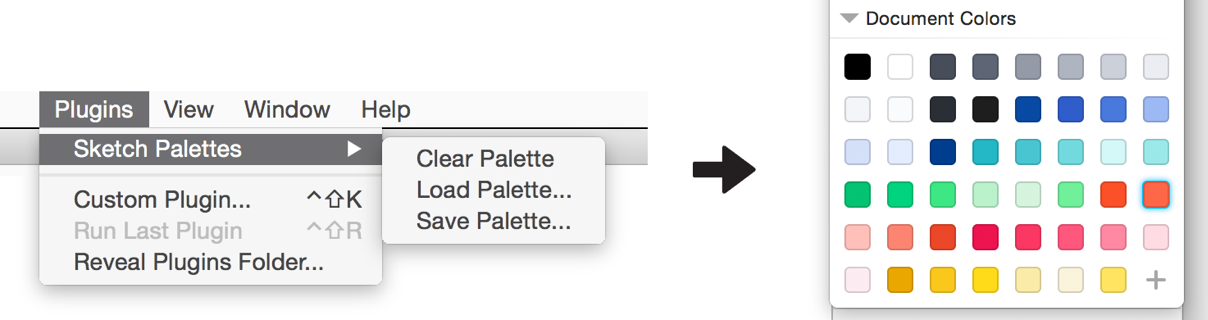 Plugins View Window Help
Sketch Palettes ▶
Clear Palette
Load Palette...
Save Palette...
Custom Plugin... ^⇧K
Run Last Plugin ^⇧R
Reveal Plugins Folder...
Document Colors